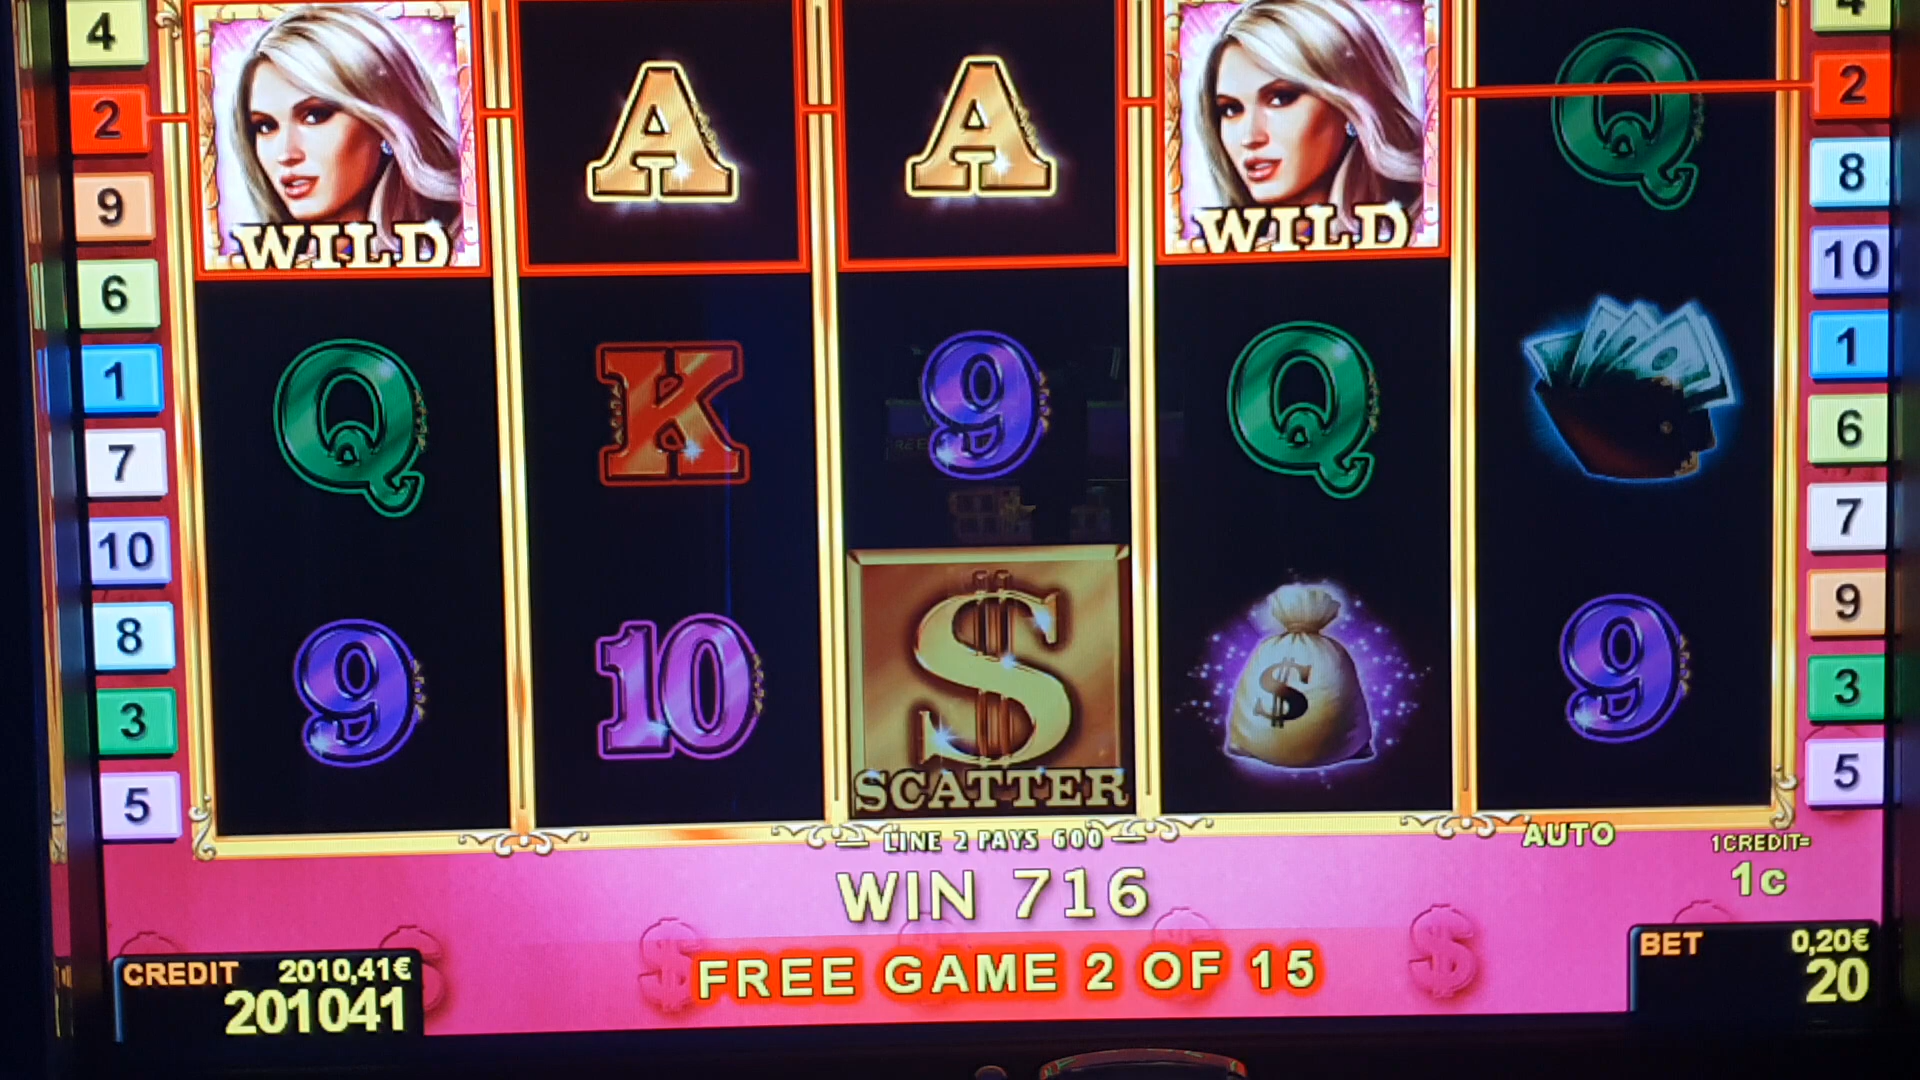 4 4
WILD A A WILD Q
2 2
9 8
6 10
Q K 9 Q
1 1
7 6
10 7
8 9
9 10 $ $ 9
3 3
SCATTER
5 5
LINE 2 PAYS 600
AUTO
1CREDIT=
1c
WIN 716
FREE GAME 2 OF 15
CREDIT 2010,41€
201041
BET 0,20€
20